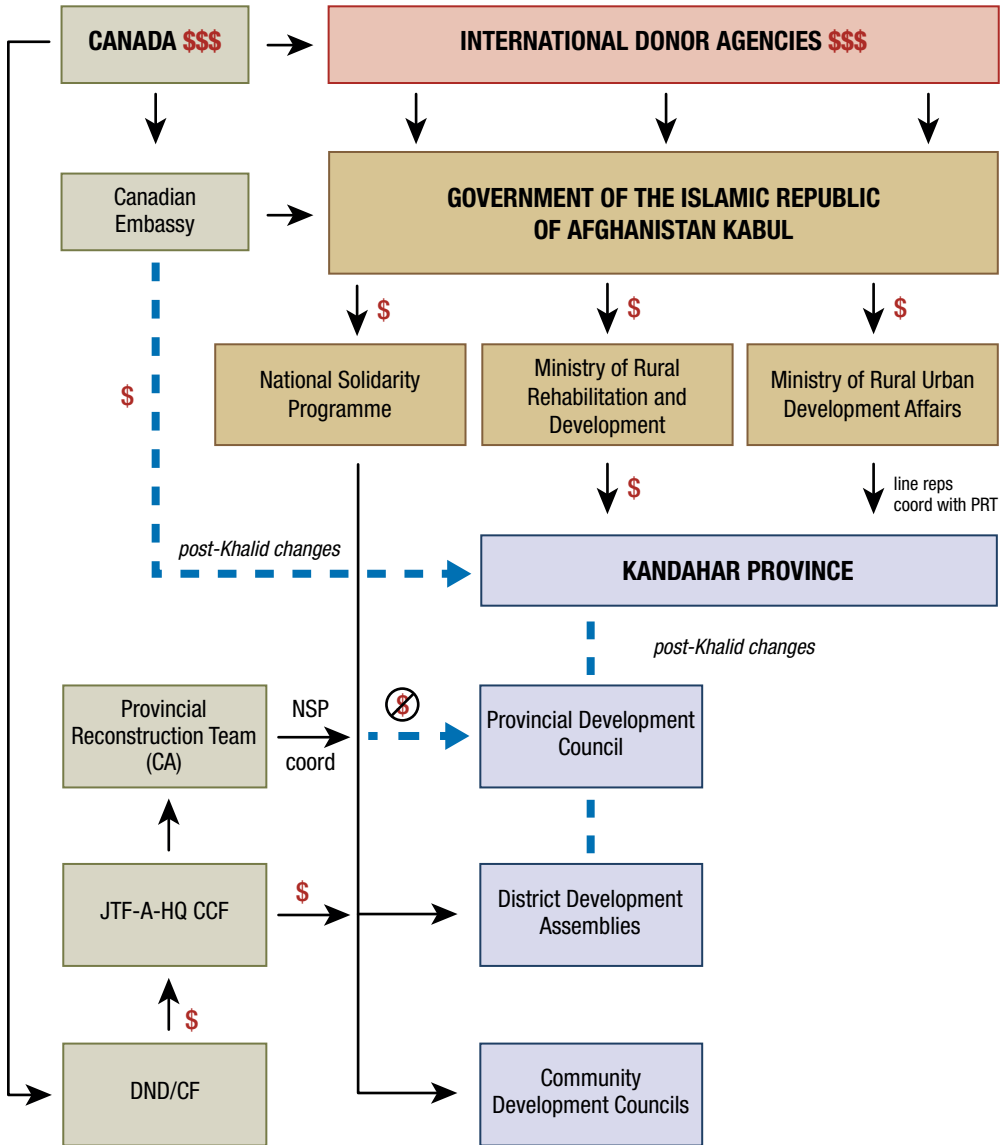 CANADA $$$
INTERNATIONAL DONOR AGENCIES $$$
Canadian
Embassy
GOVERNMENT OF THE ISLAMIC REPUBLIC
OF AFGHANISTAN KABUL
$
$
$
$
National Solidarity
Programme
Ministry of Rural
Rehabilitation and
Development
Ministry of Rural Urban
Development Affairs
$
line reps
coord with PRT
post-Khalid changes
KANDAHAR PROVINCE
post-Khalid changes
Provincial
Reconstruction Team
(CA)
NSP
coord
$
Provincial Development
Council
JTF-A-HQ CCF
$
District Development
Assemblies
$
DND/CF
Community
Development Councils